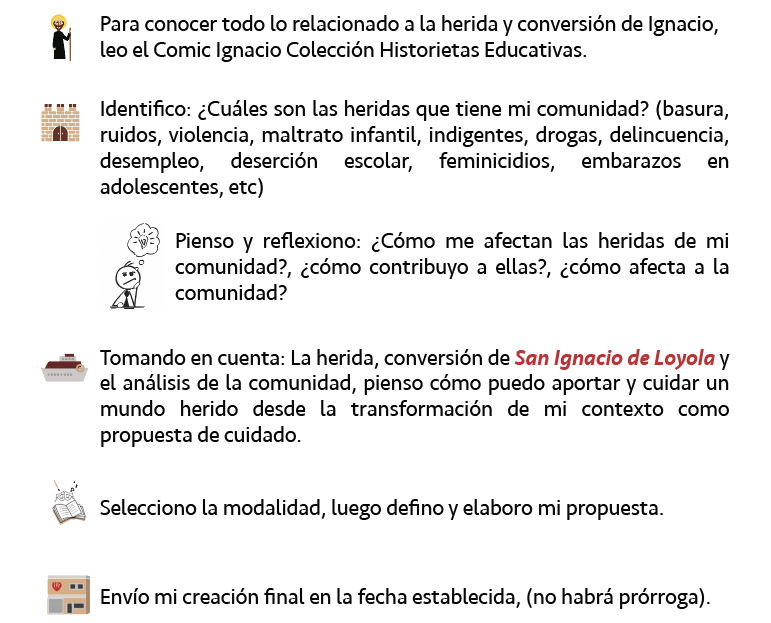 Para conocer todo lo relacionado a la herida y conversión de Ignacio,
leo el Comic Ignacio Colección Historietas Educativas.
Identifico: ¿Cuáles son las heridas que tiene mi comunidad? (basura,
ruidos, violencia, maltrato infantil, indigentes, drogas, delincuencia,
desempleo, deserción escolar, feminicidios, embarazos en
adolescentes, etc)
Pienso y reflexiono: ¿Cómo me afectan las heridas de mi
comunidad?, ¿cómo contribuyo a ellas?, ¿cómo afecta a la
comunidad?
Tomando en cuenta: La herida, conversión de San Ignacio de Loyola y
el análisis de la comunidad, pienso cómo puedo aportar y cuidar un
mundo herido desde la transformación de mi contexto como
propuesta de cuidado.
Selecciono la modalidad, luego defino y elaboro mi propuesta.
Envío mi creación final en la fecha establecida, (no habrá prórroga).